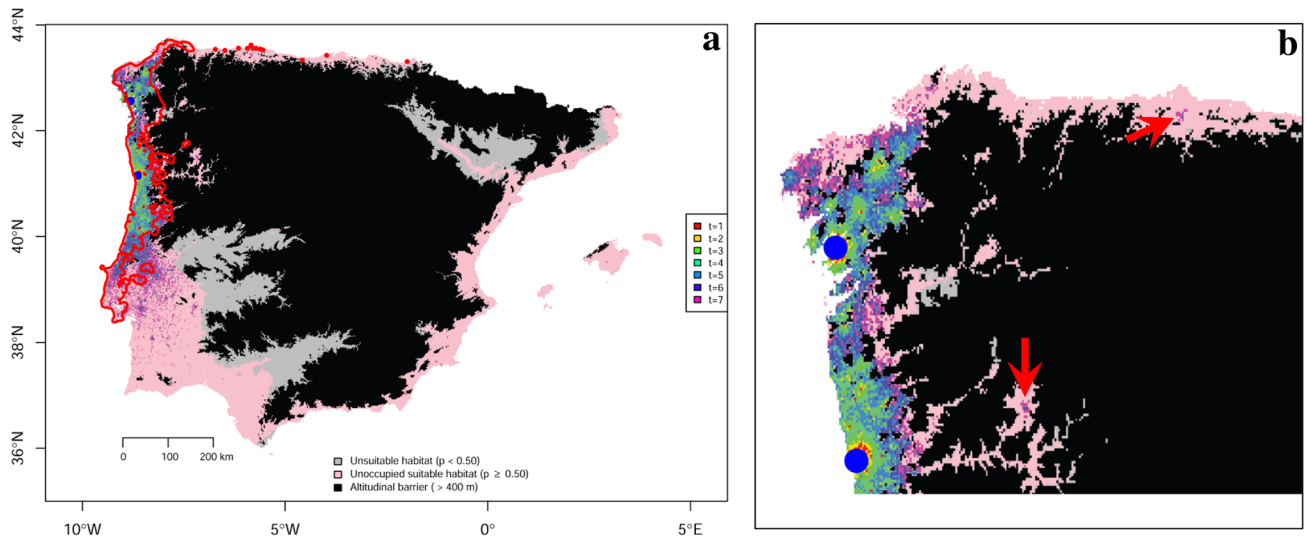 a
b
44°N
42°N
40°N
38°N
36°N
t=1
t=2
t=3
t=4
t=5
t=6
t=7
0 100 200 km
Unsuitable habitat (p < 0.50)
Unoccupied suitable habitat (p ≥ 0.50)
Altitudinal barrier ( > 400 m)
10°W 5°W 0° 5°E